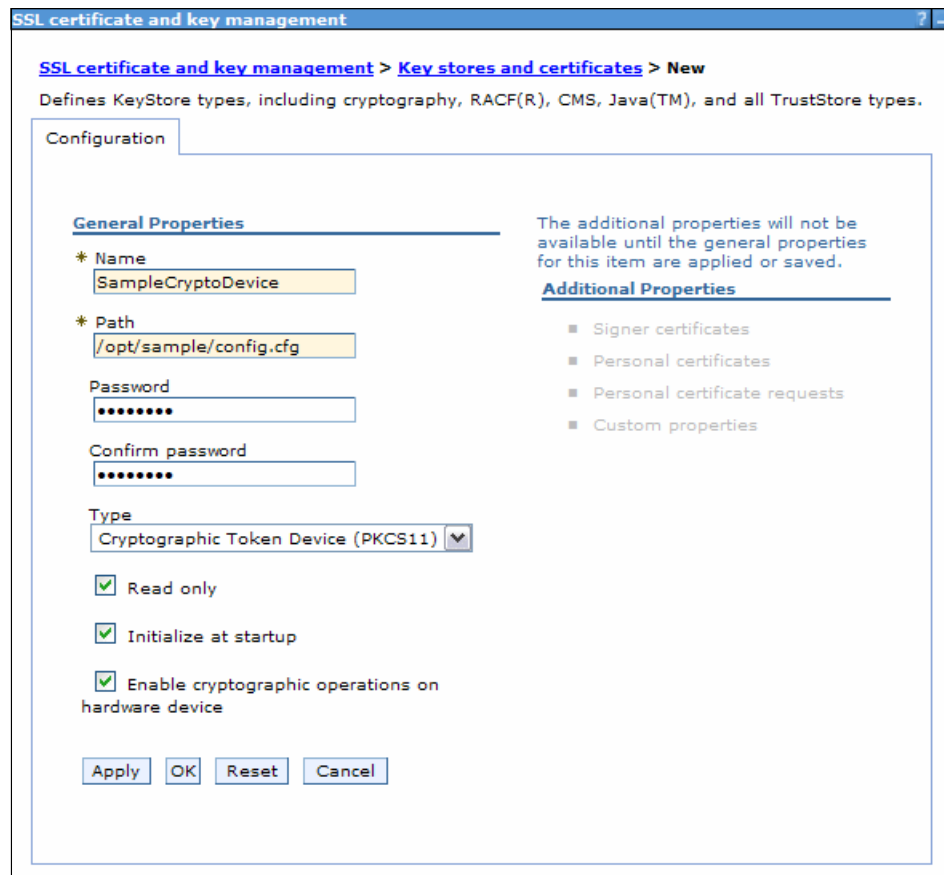 SSL certificate and key management ? -
SSL certificate and key management > Key stores and certificates > New
Defines KeyStore types, including cryptography, RACF(R), CMS, Java(TM), and all TrustStore types.
Configuration
General Properties
* Name
SampleCryptoDevice
* Path
/opt/sample/config.cfg
Password
••••••••
Confirm password
••••••••
Type
Cryptographic Token Device (PKCS11)
Read only
Initialize at startup
Enable cryptographic operations on
hardware device
Apply OK Reset Cancel
The additional properties will not be
available until the general properties
for this item are applied or saved.
Additional Properties
Signer certificates
Personal certificates
Personal certificate requests
Custom properties